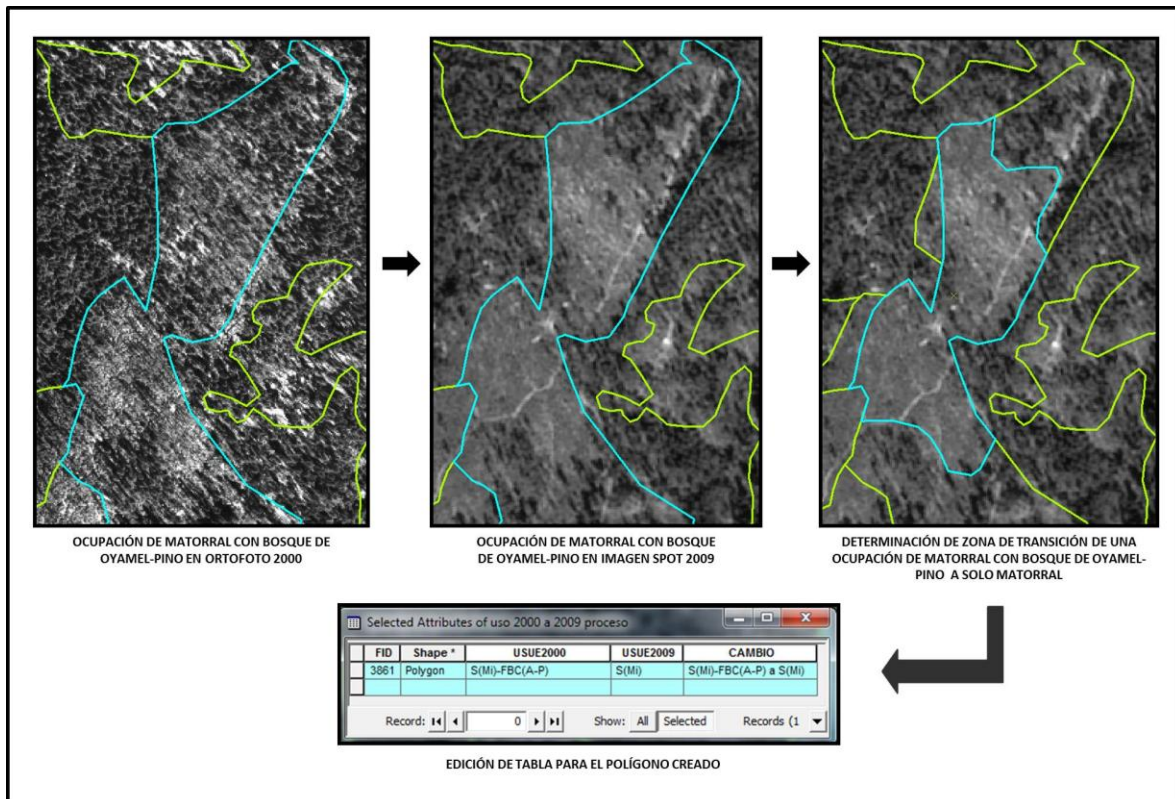 OCUPACIÓN DE MATORRAL CON BOSQUE DE
OYAMEL-PINO EN ORTOFOTO 2000
OCUPACIÓN DE MATORRAL CON BOSQUE
DE OYAMEL-PINO EN IMAGEN SPOT 2009
DETERMINACIÓN DE ZONA DE TRANSICIÓN DE UNA
OCUPACIÓN DE MATORRAL CON BOSQUE DE OYAMEL-
PINO A SOLO MATORRAL
Selected Attributes of uso 2000 a 2009 proceso
FID Shape * USUE2000 USUE2009 CAMBIO
3861 Polygon S(Mi)-FBC(A-P) S(Mi) S(Mi)-FBC(A-P) a S(Mi)
Record: 0 Show: All Selected Records (1
EDICIÓN DE TABLA PARA EL POLÍGONO CREADO